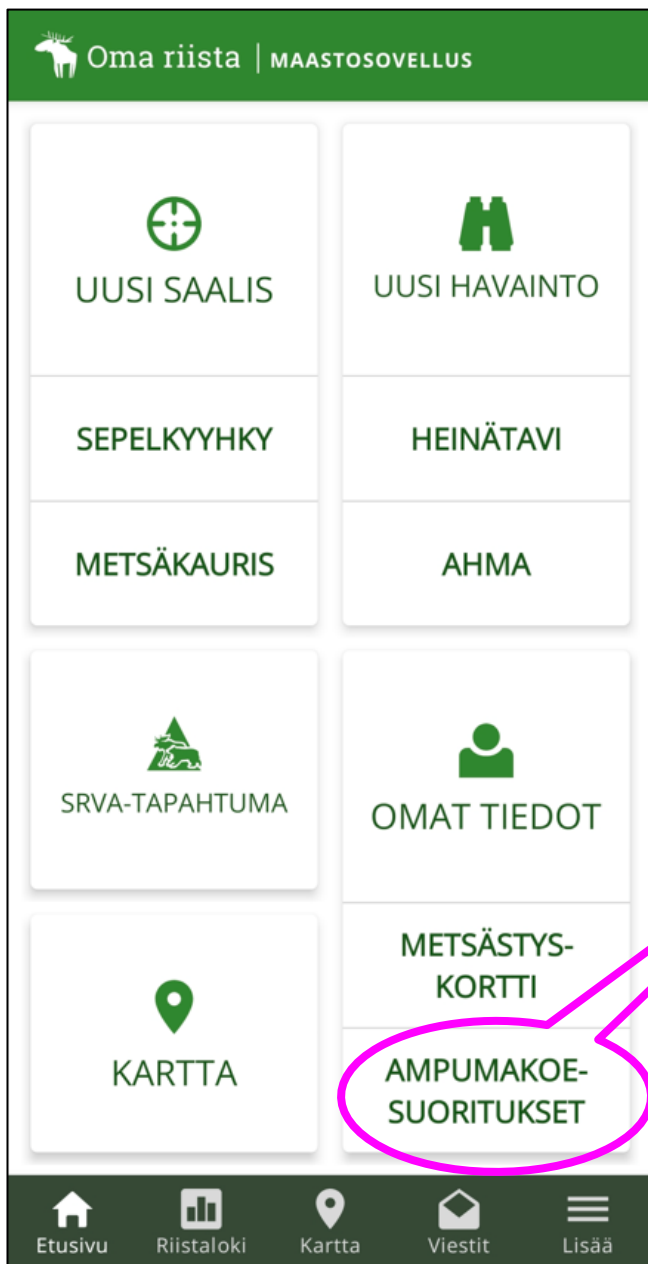 Oma riista | MAASTOSOVELLUS
UUSI SAALIS
SEPELKYYHKY
METSÄKAURIS
UUSI HAVAINTO
HEINÄTAVI
AHMA
SRVA-TAPAHTUMA
KARTTA
OMAT TIEDOT
METSÄSTYS-
KORTTI
AMPUMAKOE-
SUORITUKSET
Etusivu Riistaloki Kartta Viestit Lisää